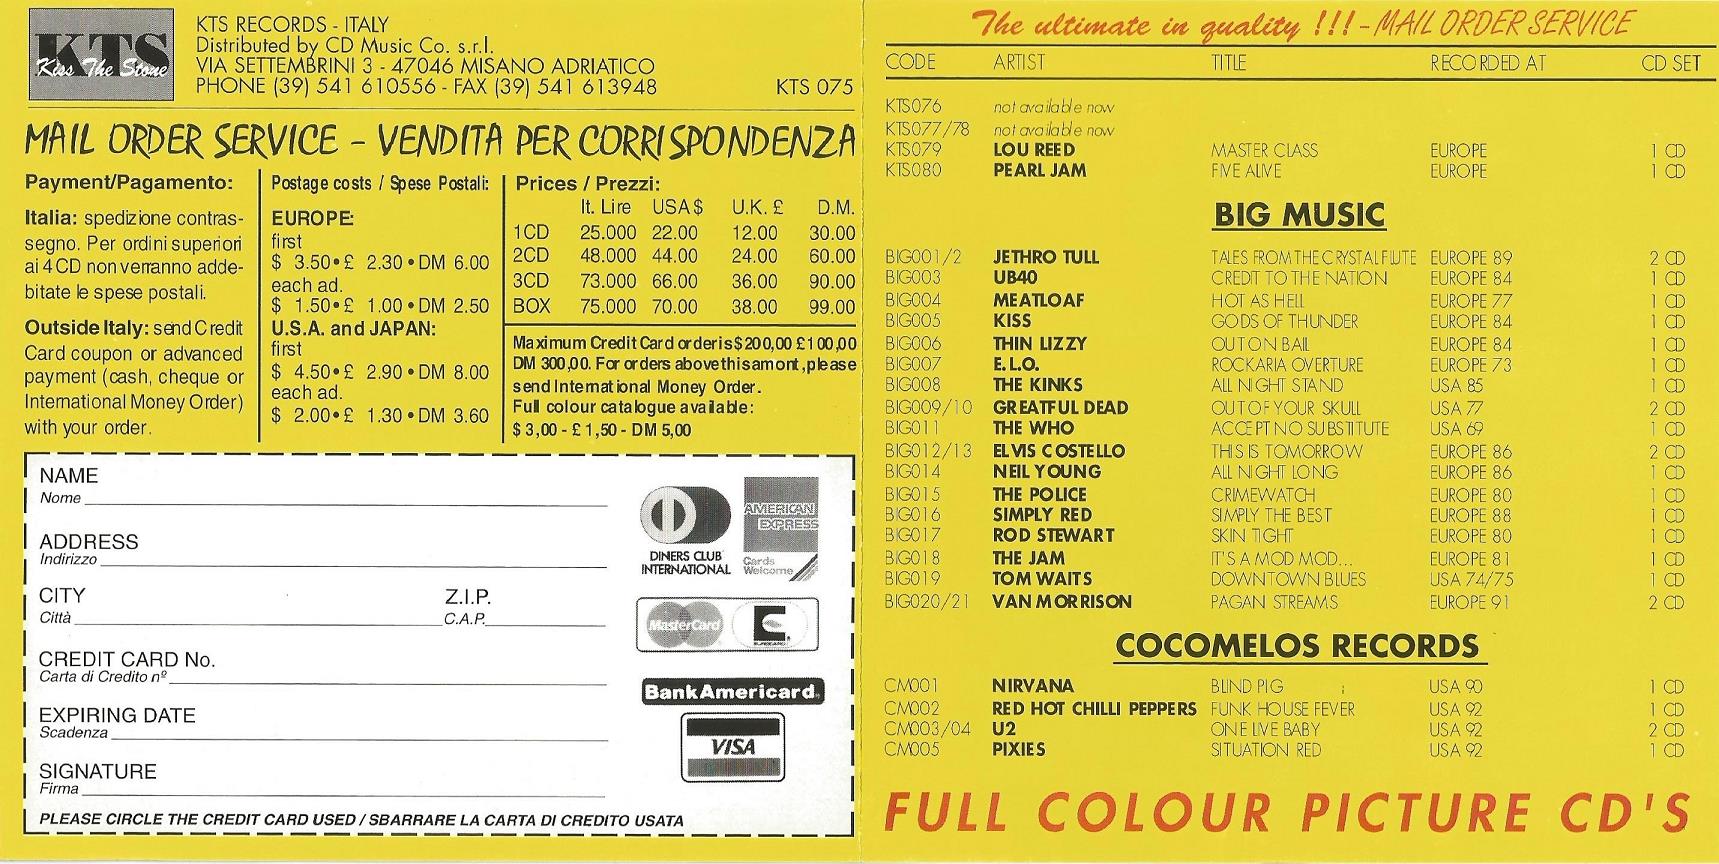 KTS
Kiss The Stone
KTS RECORDS - ITALY
Distributed by CD Music Co. s.r.l.
VIA SETTEMBRINI 3 - 47046 MISANO ADRIATICO
PHONE (39) 541 610556 - FAX (39) 541 613948
KTS 075
MAIL ORDER SERVICE - VENDITA PER CORRISPONDENZA
Payment/Pagamento:
Italia: spedizione contras-
segno. Per ordini superiori
ai 4 CD non verranno adde-
bitate le spese postali.
Outside Italy: send Credit
Card coupon or advanced
payment (cash, cheque or
International Money Order)
with your order.
Postage costs / Spese Postali:
EUROPE:
first
$ 3.50 • £ 2.30 • DM 6.00
each ad.
$ 1.50 • £ 1.00 • DM 2.50
U.S.A. and JAPAN:
first
$ 4.50 • £ 2.90 • DM 8.00
each ad.
$ 2.00 • £ 1.30 • DM 3.60
Prices / Prezzi:
It. Lire USA $ U.K. £ D.M.
1CD 25.000 22.00 12.00 30.00
2CD 48.000 44.00 24.00 60.00
3CD 73.000 66.00 36.00 90.00
BOX 75.000 70.00 38.00 99.00
Maximum Credit Card order is $ 200,00 £ 100,00
DM 300,00. For orders above this amont, please
send International Money Order.
Full colour catalogue available:
$ 3,00 - £ 1,50 - DM 5,00
NAME
Nome
ADDRESS
Indirizzo
CITY Z.I.P.
Città C.A.P.
CREDIT CARD No.
Carta di Credito nº
EXPIRING DATE
Scadenza
SIGNATURE
Firma
PLEASE CIRCLE THE CREDIT CARD USED / SBARRARE LA CARTA DI CREDITO USATA
DINERS CLUB
INTERNATIONAL
AMERICAN
EXPRESS
Cards
Welcome
MasterCard
BankAmericard
VISA
The ultimate in quality !!! - MAIL ORDER SERVICE
CODE ARTIST TITLE RECORDED AT CD SET
KTS076 not available now
KTS077/78 not available now
KTS079 LOU REED MASTER CLASS EUROPE 1 CD
KTS080 PEARL JAM FIVE ALIVE EUROPE 1 CD
BIG MUSIC
BIG001/2 JETHRO TULL TALES FROM THE CRYSTAL FLUTE EUROPE 89 2 CD
BIG003 UB40 CREDIT TO THE NATION EUROPE 84 1 CD
BIG004 MEATLOAF HOT AS HELL EUROPE 77 1 CD
BIG005 KISS GODS OF THUNDER EUROPE 84 1 CD
BIG006 THIN LIZZY OUT ON BAIL EUROPE 84 1 CD
BIG007 E.L.O. ROCKARIA OVERTURE EUROPE 73 1 CD
BIG008 THE KINKS ALL NIGHT STAND USA 85 1 CD
BIG009/10 GREATFUL DEAD OUT OF YOUR SKULL USA 77 2 CD
BIG011 THE WHO ACCEPT NO SUBSTITUTE USA 69 1 CD
BIG012/13 ELVIS COSTELLO THIS IS TOMORROW EUROPE 86 2 CD
BIG014 NEIL YOUNG ALL NIGHT LONG EUROPE 86 1 CD
BIG015 THE POLICE CRIMEWATCH EUROPE 80 1 CD
BIG016 SIMPLY RED SIMPLY THE BEST EUROPE 88 1 CD
BIG017 ROD STEWART SKIN TIGHT EUROPE 80 1 CD
BIG018 THE JAM IT'S A MOD MOD... EUROPE 81 1 CD
BIG019 TOM WAITS DOWNTOWN BLUES USA 74/75 1 CD
BIG020/21 VAN MORRISON PAGAN STREAMS EUROPE 91 2 CD
COCOMELOS RECORDS
CM001 NIRVANA BLIND PIG USA 90 1 CD
CM002 RED HOT CHILLI PEPPERS FUNK HOUSE FEVER USA 92 1 CD
CM003/04 U2 ONE LIVE BABY USA 92 2 CD
CM005 PIXIES SITUATION RED USA 92 1 CD
FULL COLOUR PICTURE CD'S